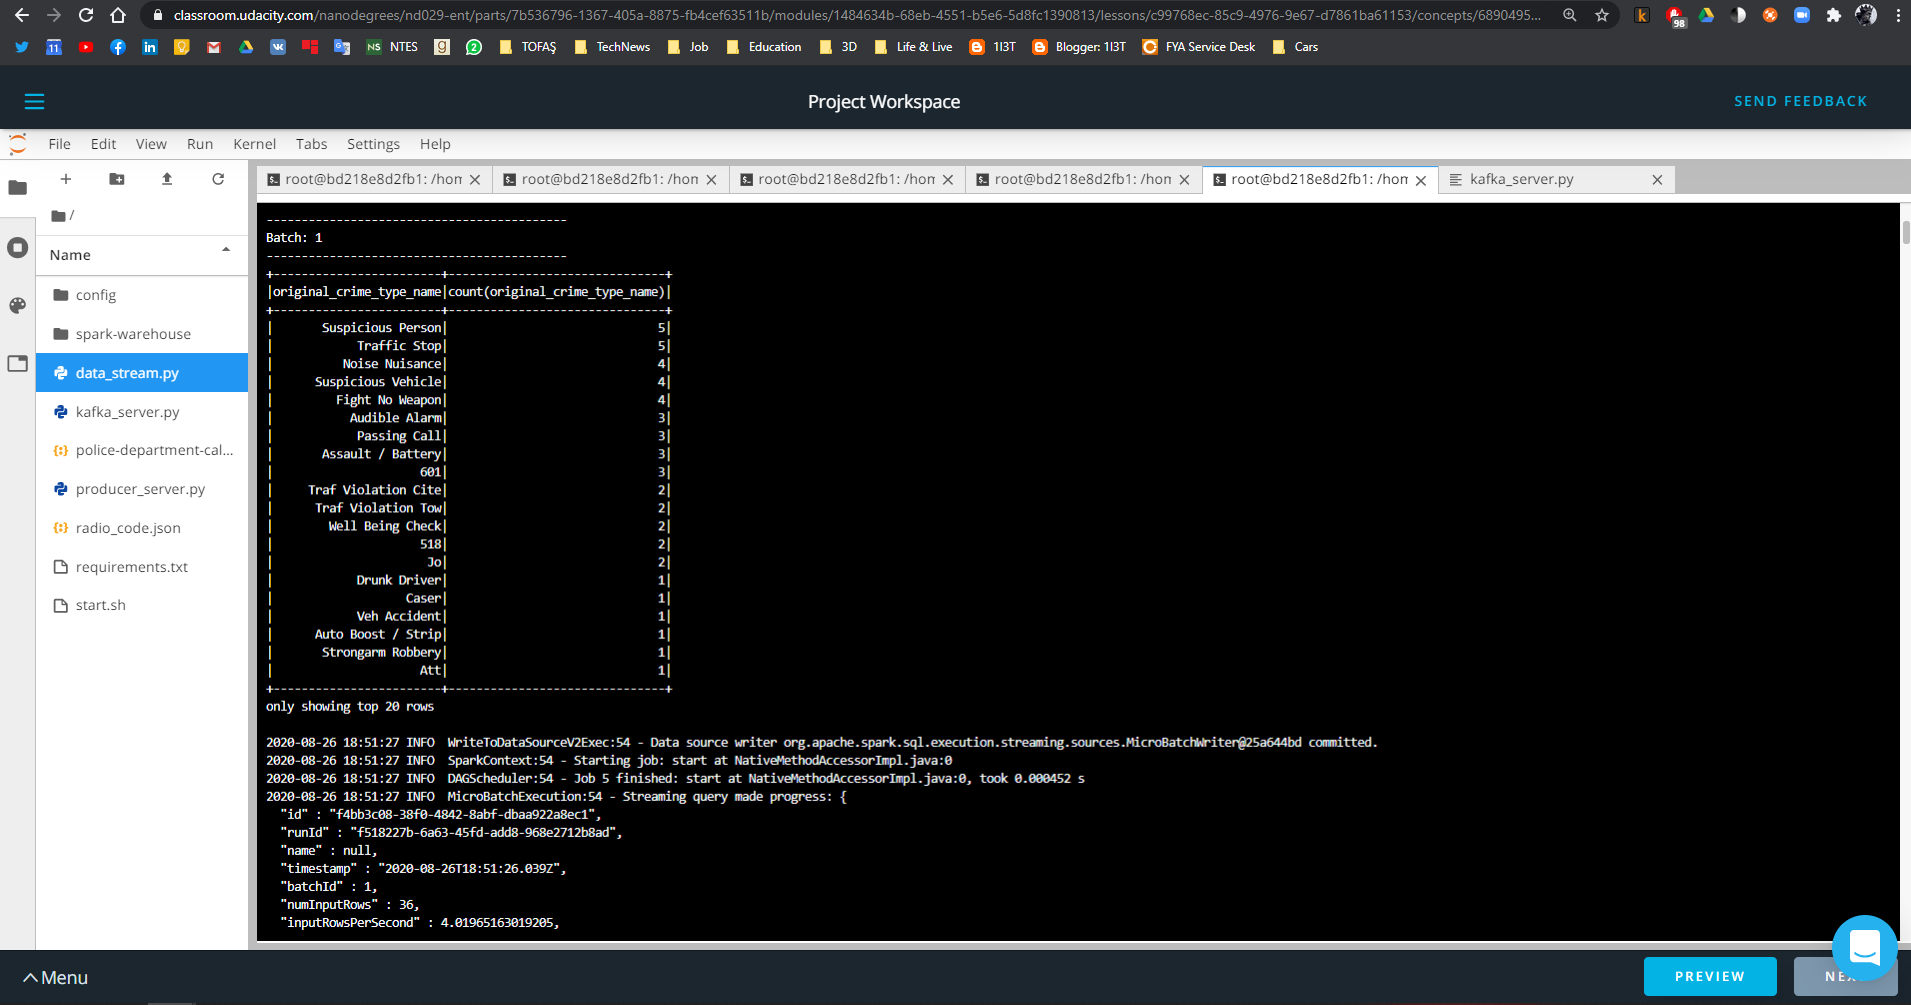 classroom.udacity.com/nanodegrees/nd029-ent/parts/7b536796-1367-405a-8875-fb4cef63511b/modules/1484634b-68eb-4551-b5e6-5d8fc1390813/lessons/c99768ec-85c9-4976-9e67-d7861ba61153/concepts/6890495...
98
11
NS NTES
g
2
TOFAŞ
TechNews
Job
Education
3D
Life & Live
1I3T
Blogger: 1I3T
FYA Service Desk
Cars
Project Workspace
SEND FEEDBACK
File Edit View Run Kernel Tabs Settings Help
root@bd218e8d2fb1: /hon
root@bd218e8d2fb1: /hon
root@bd218e8d2fb1: /hon
root@bd218e8d2fb1: /hon
root@bd218e8d2fb1: /hon
kafka_server.py
/
Name
config
spark-warehouse
data_stream.py
kafka_server.py
police-department-cal...
producer_server.py
radio_code.json
requirements.txt
start.sh
-------------------------------------------
Batch: 1
-------------------------------------------
+------------------------+-------------------------------+
|original_crime_type_name|count(original_crime_type_name)|
+------------------------+-------------------------------+
|       Suspicious Person|                              5|
|            Traffic Stop|                              5|
|          Noise Nuisance|                              4|
|      Suspicious Vehicle|                              4|
|         Fight No Weapon|                              4|
|           Audible Alarm|                              3|
|            Passing Call|                              3|
|       Assault / Battery|                              3|
|                     601|                              3|
|     Traf Violation Cite|                              2|
|      Traf Violation Tow|                              2|
|        Well Being Check|                              2|
|                     518|                              2|
|                      Jo|                              2|
|            Drunk Driver|                              1|
|                   Caser|                              1|
|            Veh Accident|                              1|
|      Auto Boost / Strip|                              1|
|       Strongarm Robbery|                              1|
|                     Att|                              1|
+------------------------+-------------------------------+
only showing top 20 rows
2020-08-26 18:51:27 INFO  WriteToDataSourceV2Exec:54 - Data source writer org.apache.spark.sql.execution.streaming.sources.MicroBatchWriter@25a644bd committed.
2020-08-26 18:51:27 INFO  SparkContext:54 - Starting job: start at NativeMethodAccessorImpl.java:0
2020-08-26 18:51:27 INFO  DAGScheduler:54 - Job 5 finished: start at NativeMethodAccessorImpl.java:0, took 0.000452 s
2020-08-26 18:51:27 INFO  MicroBatchExecution:54 - Streaming query made progress: {
"id" : "f4bb3c08-38f0-4842-8abf-dbaa922a8ec1",
"runId" : "f518227b-6a63-45fd-add8-968e2712b8ad",
"name" : null,
"timestamp" : "2020-08-26T18:51:26.039Z",
"batchId" : 1,
"numInputRows" : 36,
"inputRowsPerSecond" : 4.01965163019205,
Menu
PREVIEW